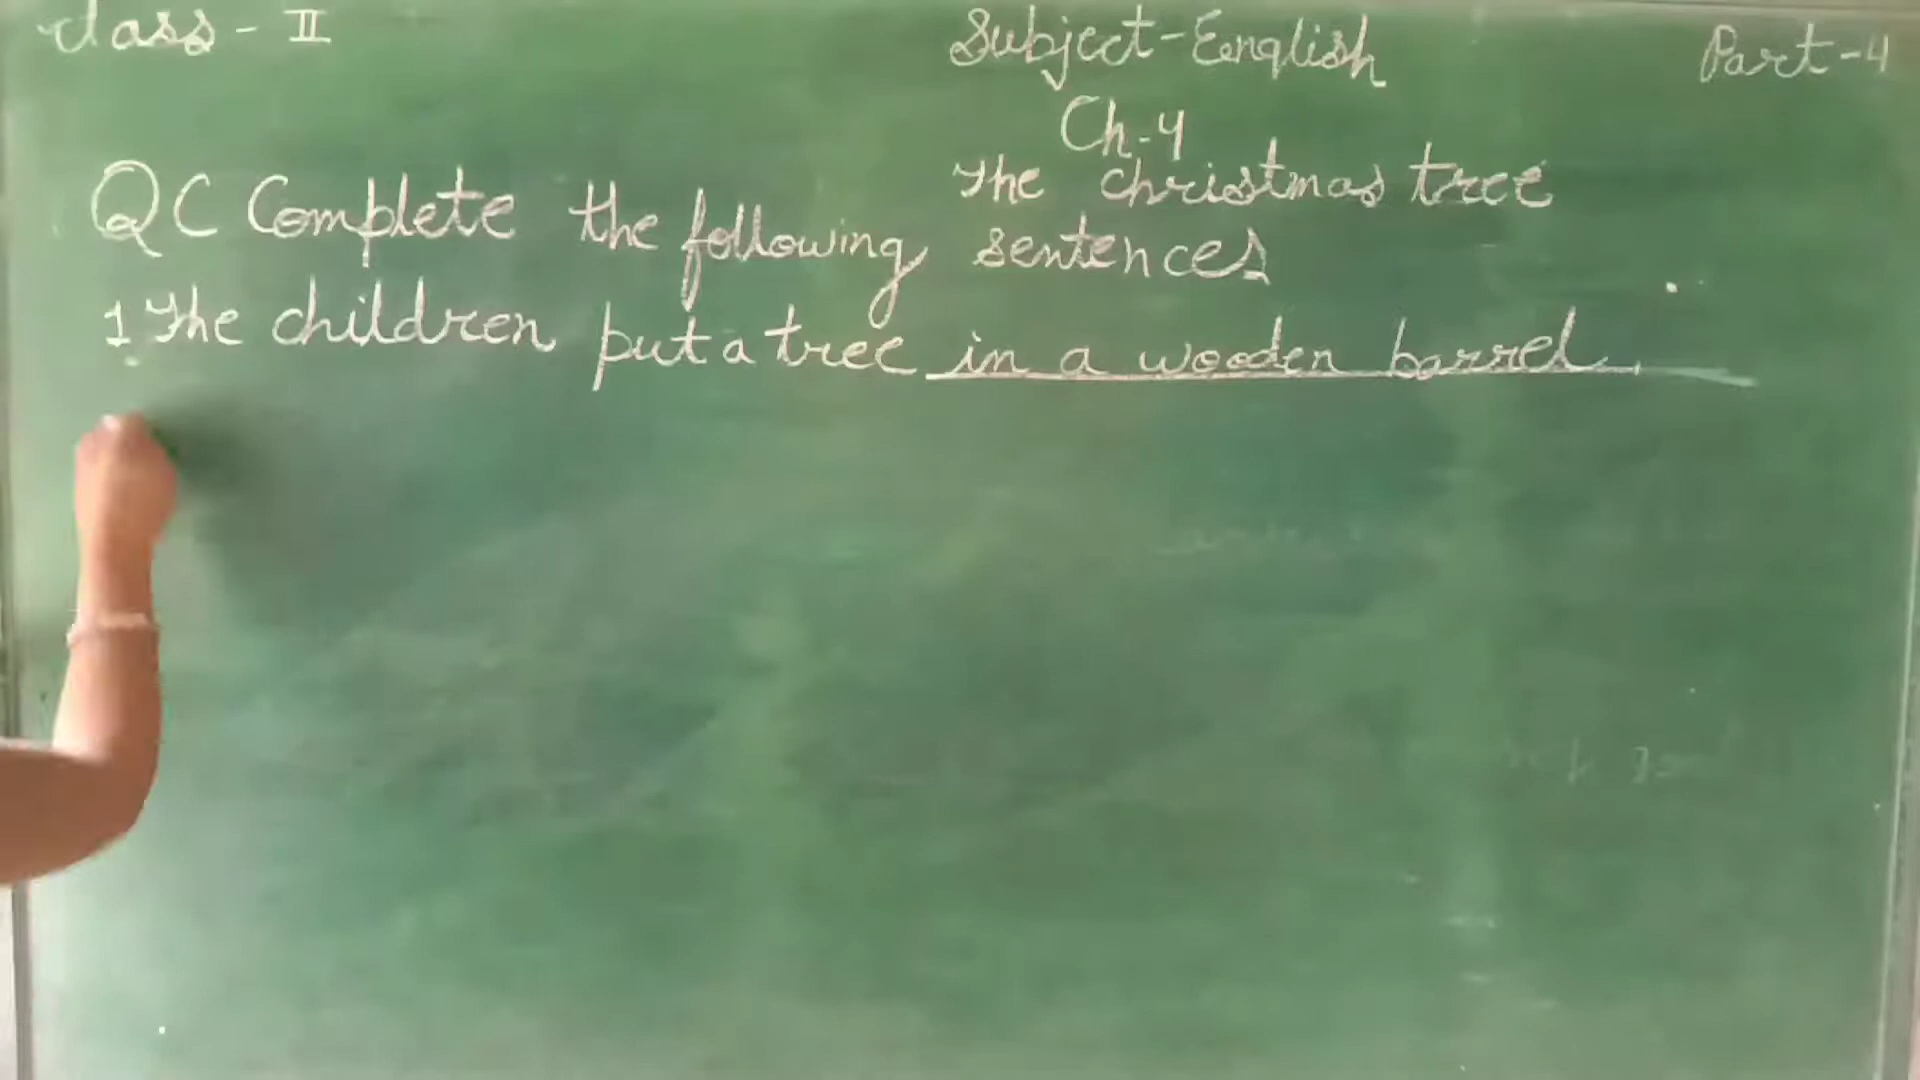 Class - II
Subject - English
Part - 4
Ch - 4
The christmas tree
Q C Complete the following sentences
1 The children put a tree in a wooden barrel.